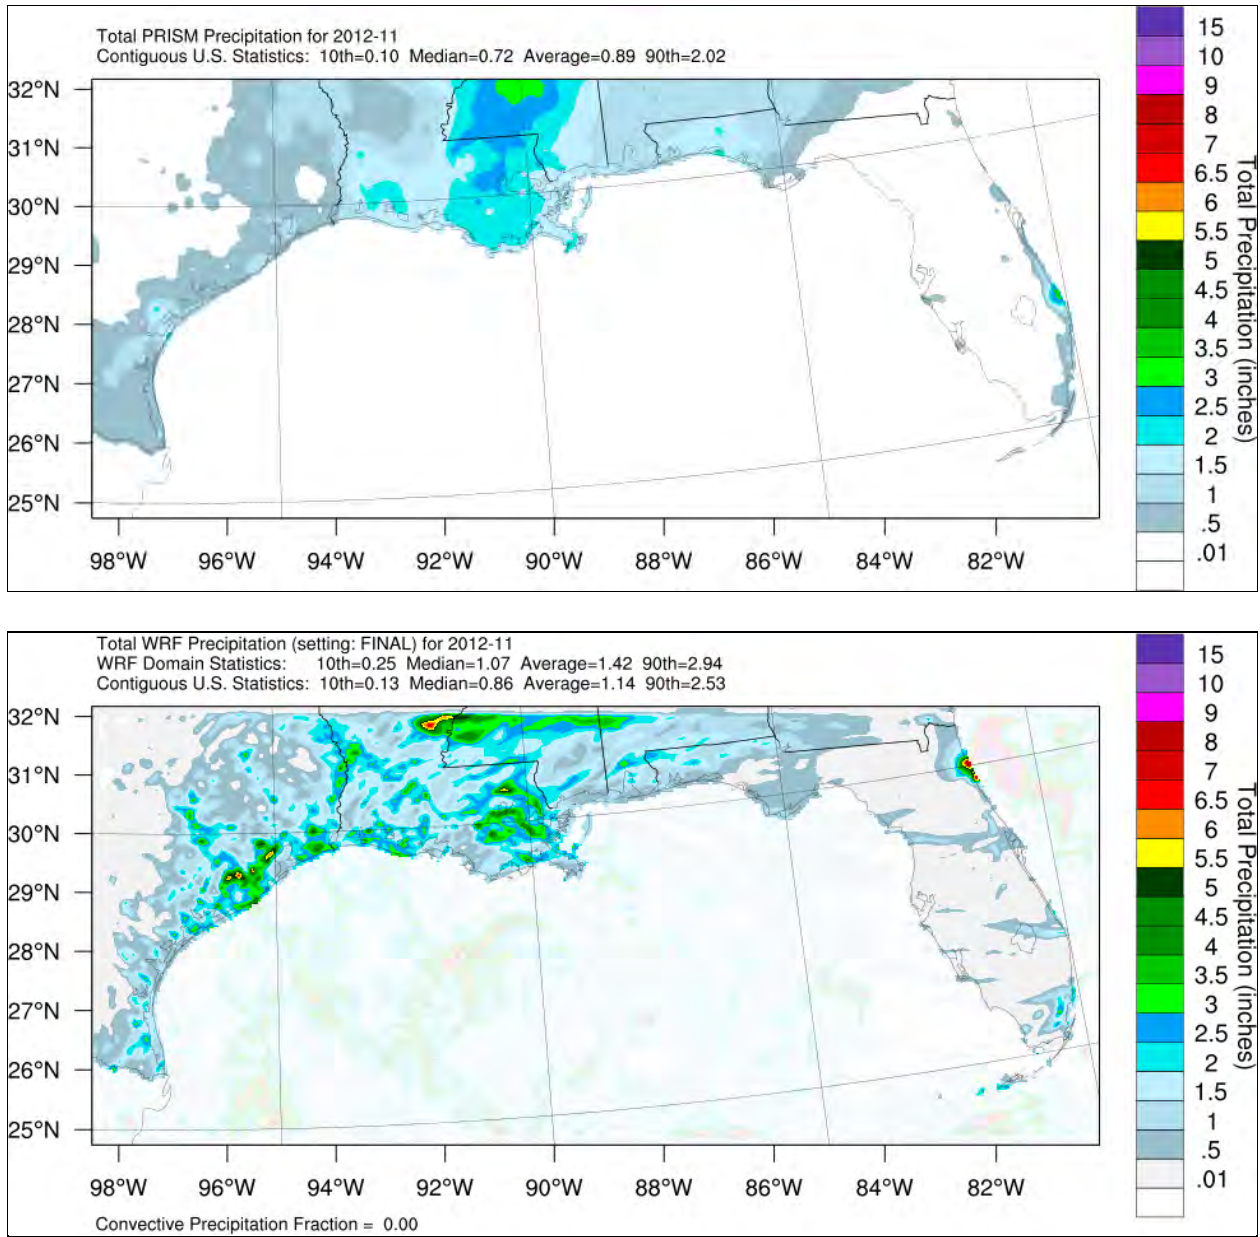 Total PRISM Precipitation for 2012-11
Contiguous U.S. Statistics: 10th=0.10 Median=0.72 Average=0.89 90th=2.02
32°N
31°N
30°N
29°N
28°N
27°N
26°N
25°N
98°W 96°W 94°W 92°W 90°W 88°W 86°W 84°W 82°W
15
10
9
8
7
6.5
6
5.5
5
4.5
4
3.5
3
2.5
2
1.5
1
.5
.01
Total Precipitation (inches)
Total WRF Precipitation (setting: FINAL) for 2012-11
WRF Domain Statistics: 10th=0.25 Median=1.07 Average=1.42 90th=2.94
Contiguous U.S. Statistics: 10th=0.13 Median=0.86 Average=1.14 90th=2.53
32°N
31°N
30°N
29°N
28°N
27°N
26°N
25°N
98°W 96°W 94°W 92°W 90°W 88°W 86°W 84°W 82°W
15
10
9
8
7
6.5
6
5.5
5
4.5
4
3.5
3
2.5
2
1.5
1
.5
.01
Total Precipitation (inches)
Convective Precipitation Fraction = 0.00